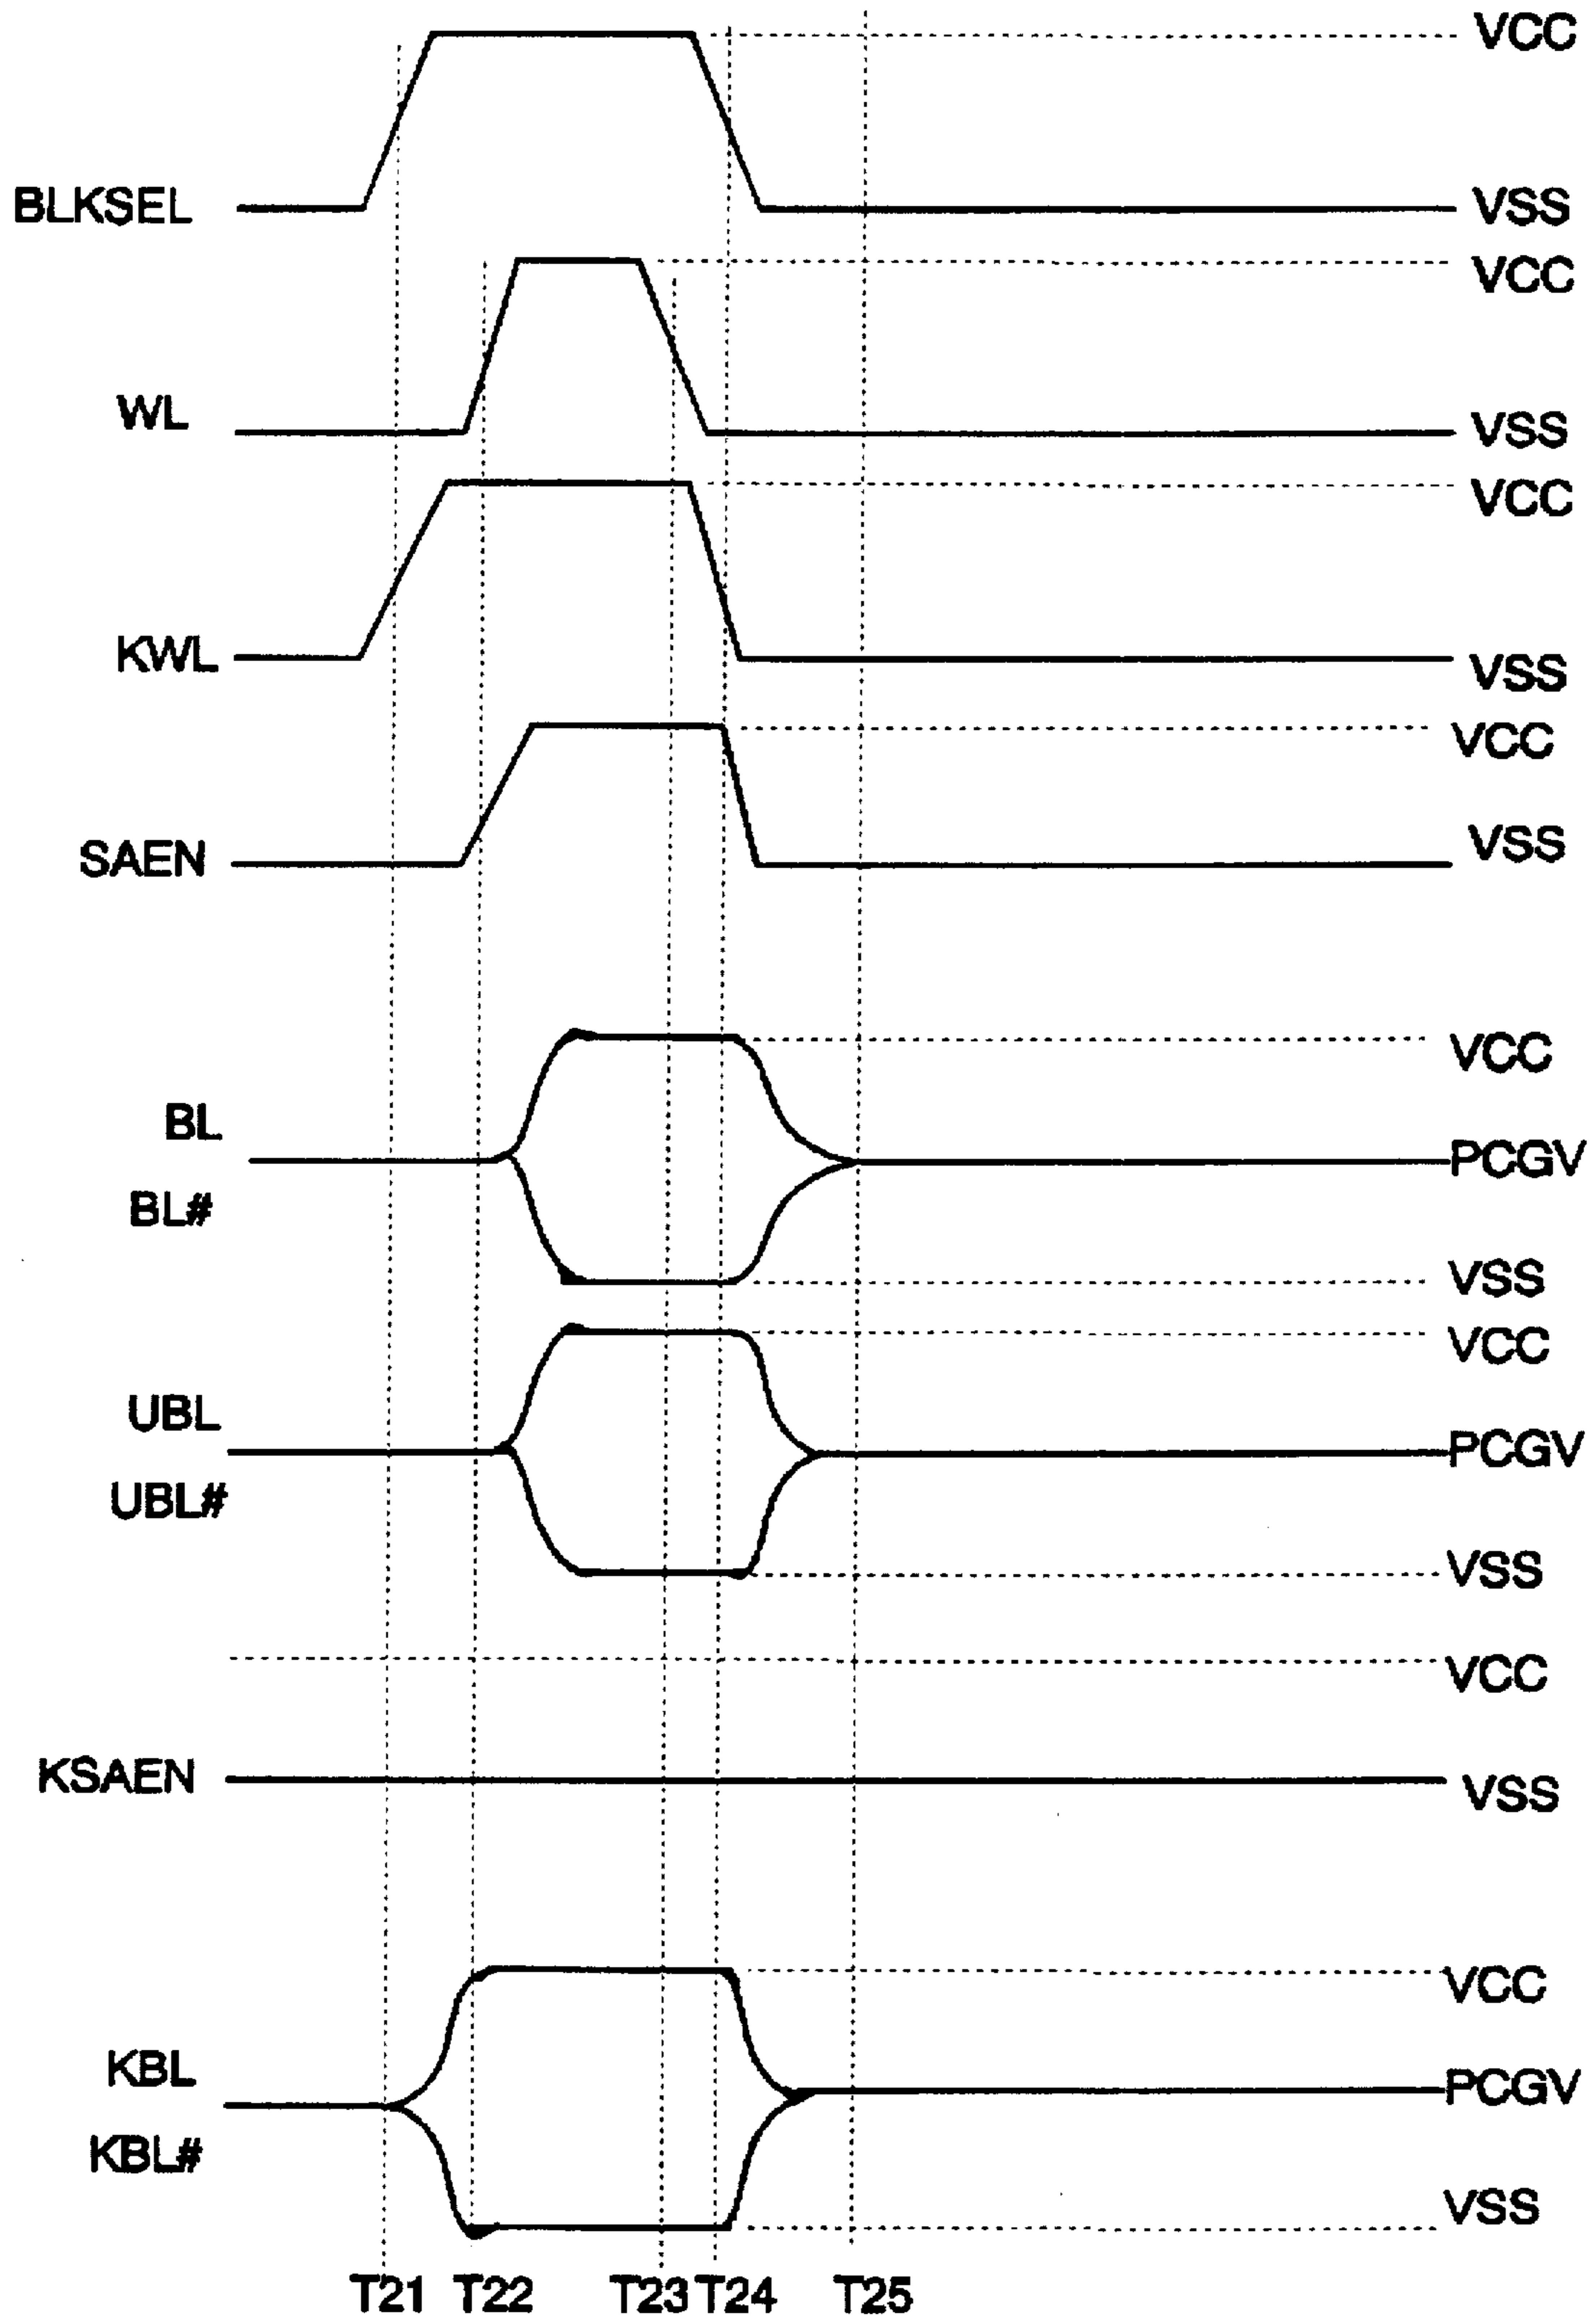 VCC
BLKSEL VSS
VCC
WL VSS
VCC
KWL VSS
VCC
SAEN VSS
VCC
BL
PCGV
BL#
VSS
VCC
UBL
PCGV
UBL#
VSS
VCC
KSAEN VSS
VCC
KBL
PCGV
KBL#
VSS
T21 T22 T23 T24 T25